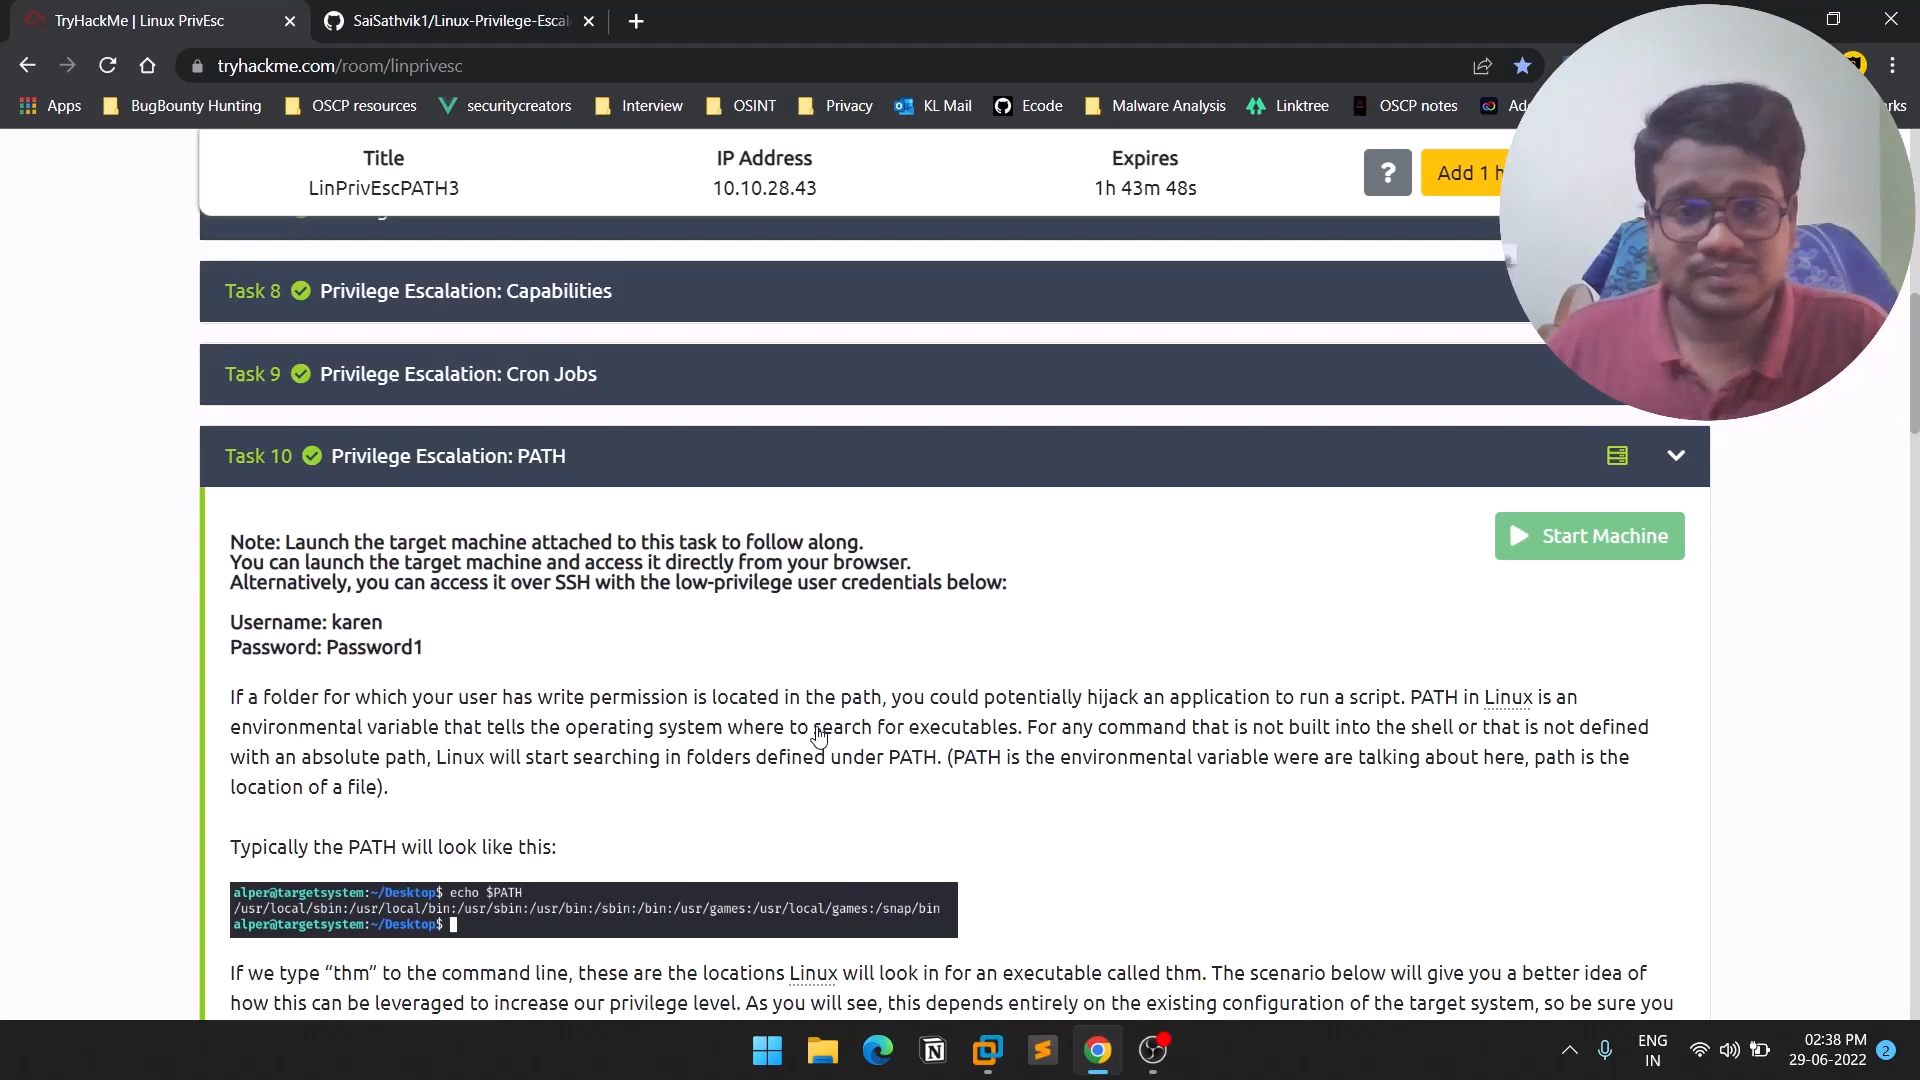 TryHackMe | Linux PrivEsc
SaiSathvik1/Linux-Privilege-Escal
tryhackme.com/room/linprivesc
Apps BugBounty Hunting OSCP resources securitycreators Interview OSINT Privacy KL Mail Ecode Malware Analysis Linktree OSCP notes
Title IP Address Expires
LinPrivEscPATH3 10.10.28.43 1h 43m 48s ? Add 1 h
Task 8 Privilege Escalation: Capabilities
Task 9 Privilege Escalation: Cron Jobs
Task 10 Privilege Escalation: PATH
Start Machine
Note: Launch the target machine attached to this task to follow along.
You can launch the target machine and access it directly from your browser.
Alternatively, you can access it over SSH with the low-privilege user credentials below:
Username: karen
Password: Password1
If a folder for which your user has write permission is located in the path, you could potentially hijack an application to run a script. PATH in Linux is an
environmental variable that tells the operating system where to search for executables. For any command that is not built into the shell or that is not defined
with an absolute path, Linux will start searching in folders defined under PATH. (PATH is the environmental variable were are talking about here, path is the
location of a file).
Typically the PATH will look like this:
alper@targetsystem:~/Desktop$ echo $PATH
/usr/local/sbin:/usr/local/bin:/usr/sbin:/usr/bin:/sbin:/bin:/usr/games:/usr/local/games:/snap/bin
alper@targetsystem:~/Desktop$
If we type “thm” to the command line, these are the locations Linux will look in for an executable called thm. The scenario below will give you a better idea of
how this can be leveraged to increase our privilege level. As you will see, this depends entirely on the existing configuration of the target system, so be sure you
ENG
IN
02:38 PM
29-06-2022
2